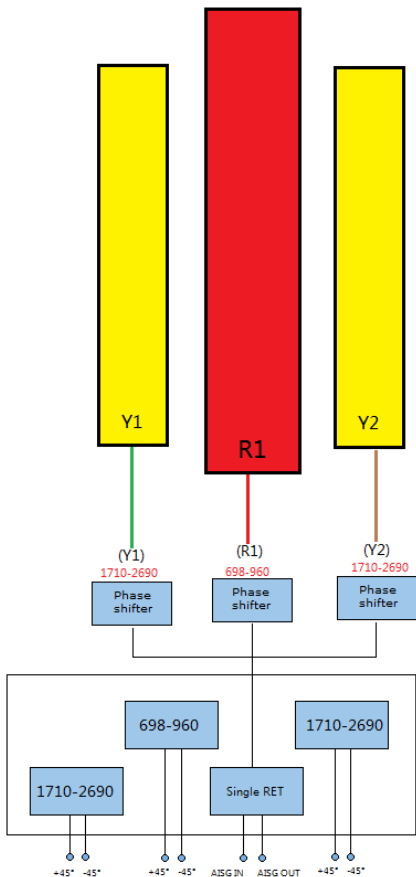 Y1
R1
Y2
(Y1)
1710-2690
(R1)
698-960
(Y2)
1710-2690
Phase
shifter
Phase
shifter
Phase
shifter
698-960
1710-2690
1710-2690
Single RET
+45° -45°
+45° -45°
AISG IN
AISG OUT
+45° -45°